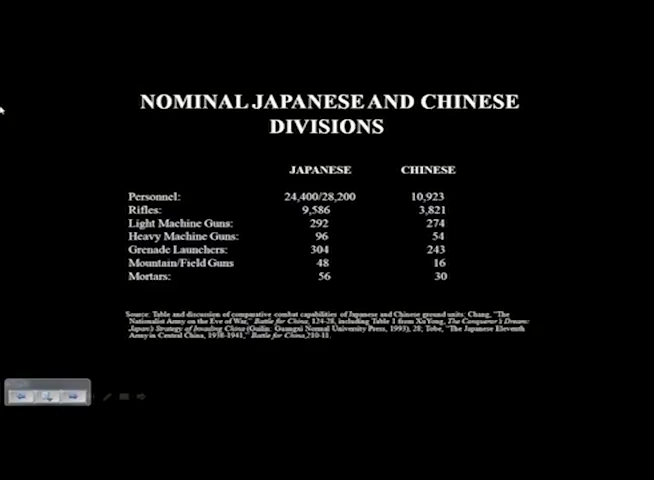 NOMINAL JAPANESE AND CHINESE
DIVISIONS
JAPANESE CHINESE
Personnel: 24,400/28,200 10,923
Rifles: 9,586 3,821
Light Machine Guns: 292 274
Heavy Machine Guns: 96 54
Grenade Launchers: 304 243
Mountain/Field Guns 48 16
Mortars: 56 30
Source: Table and discussion of comparative combat capabilities of Japanese and Chinese ground units: Chang, "The
Nationalist Army on the Eve of War," Battle for China, 124-28, including Table 1 from Xu Yong, The Conqueror's Dream:
Japan's Strategy of Invading China (Guilin: Guangxi Normal University Press, 1993), 28; Tobe, "The Japanese Eleventh
Army in Central China, 1938-1941," Battle for China, 210-11.